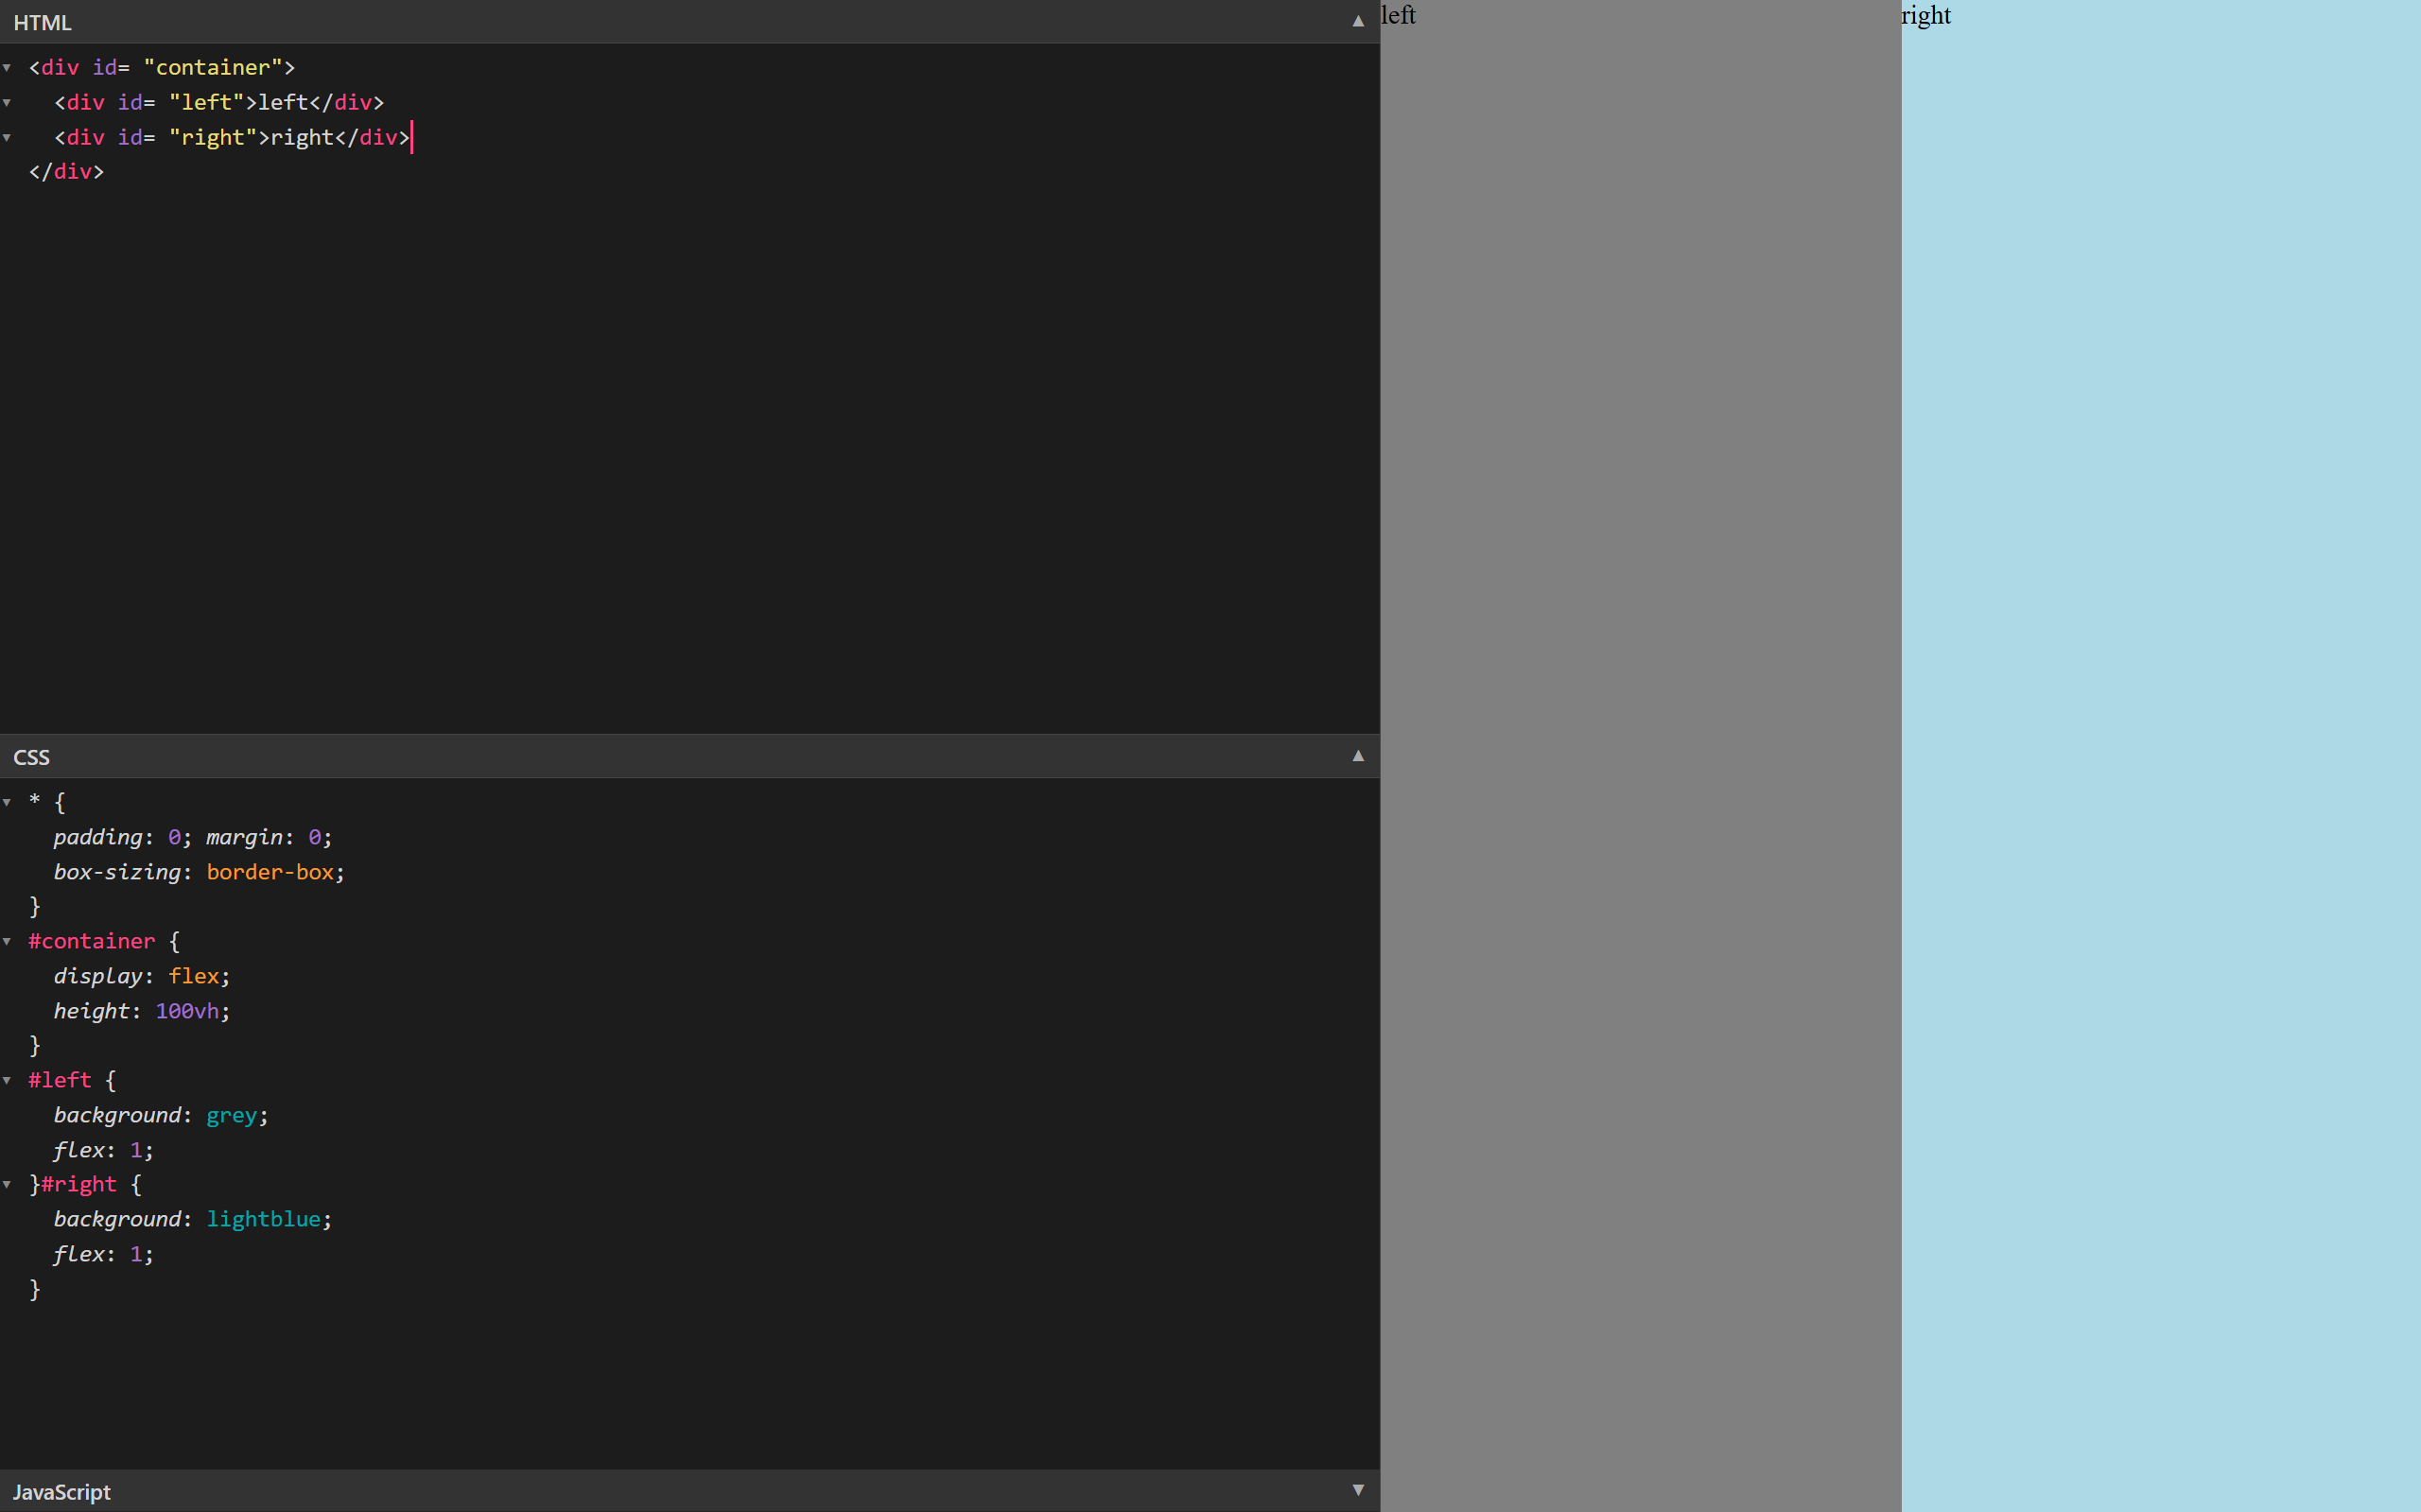 HTML
<div id= "container">
  <div id= "left">left</div>
  <div id= "right">right</div>
</div>
CSS
* {
  padding: 0; margin: 0;
  box-sizing: border-box;
}
#container {
  display: flex;
  height: 100vh;
}
#left {
  background: grey;
  flex: 1;
}#right {
  background: lightblue;
  flex: 1;
}
JavaScript
left
right